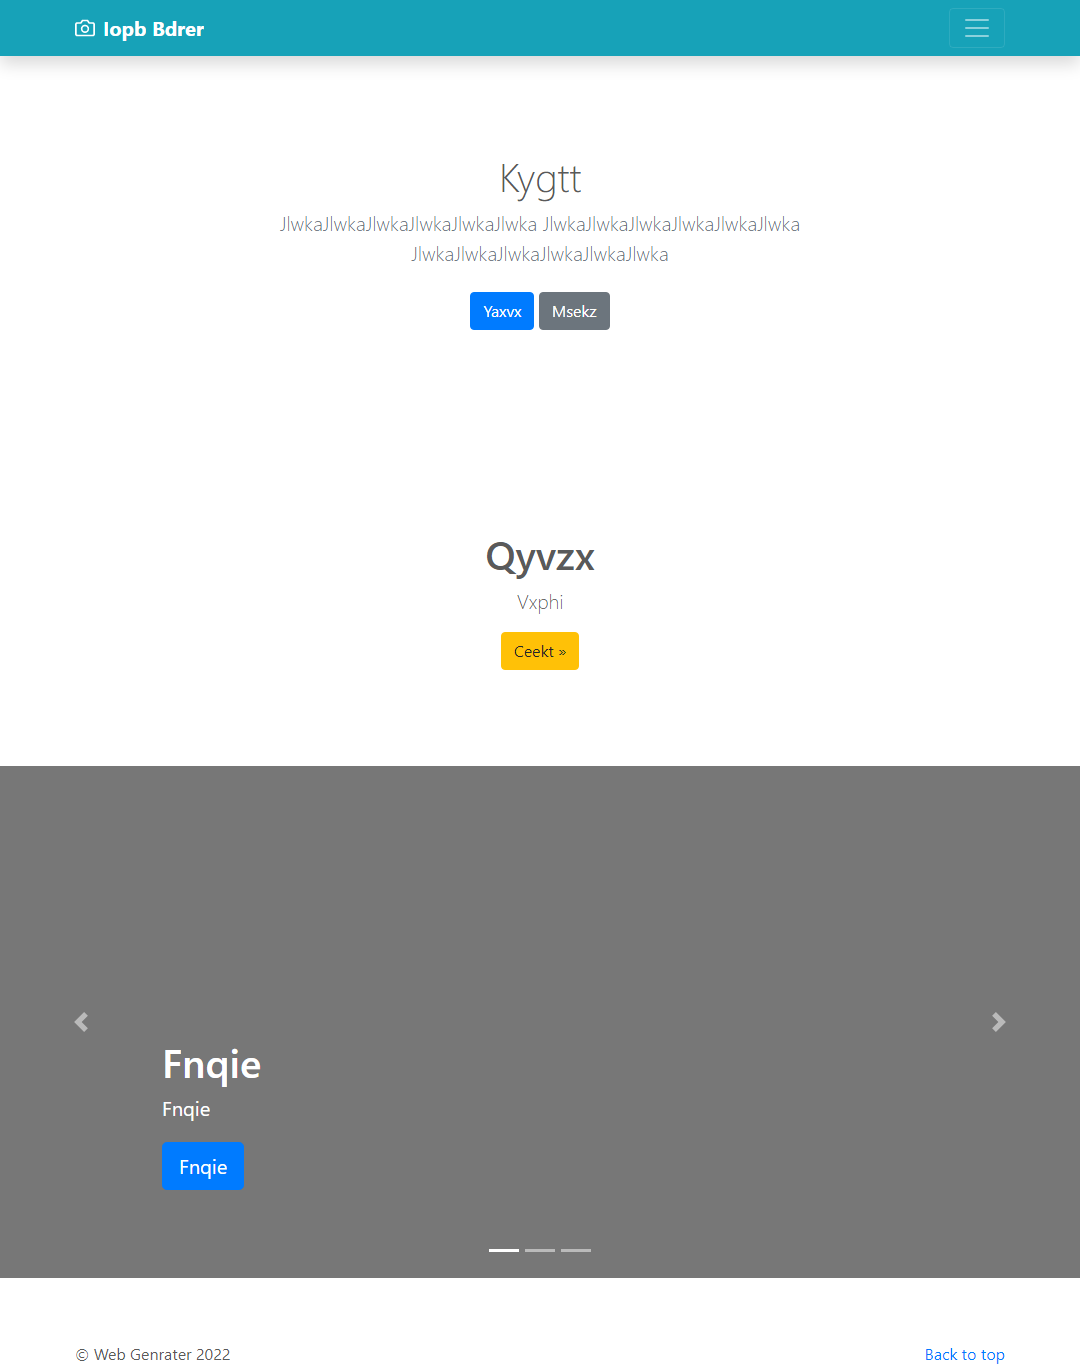 Iopb Bdrer
Kygtt
JlwkaJlwkaJlwkaJlwkaJlwkaJlwka JlwkaJlwkaJlwkaJlwkaJlwkaJlwka
JlwkaJlwkaJlwkaJlwkaJlwkaJlwka
Yaxvx Msekz
Qyvzx
Vxphi
Ceekt »
Fnqie
Fnqie
Fnqie
© Web Genrater 2022 Back to top